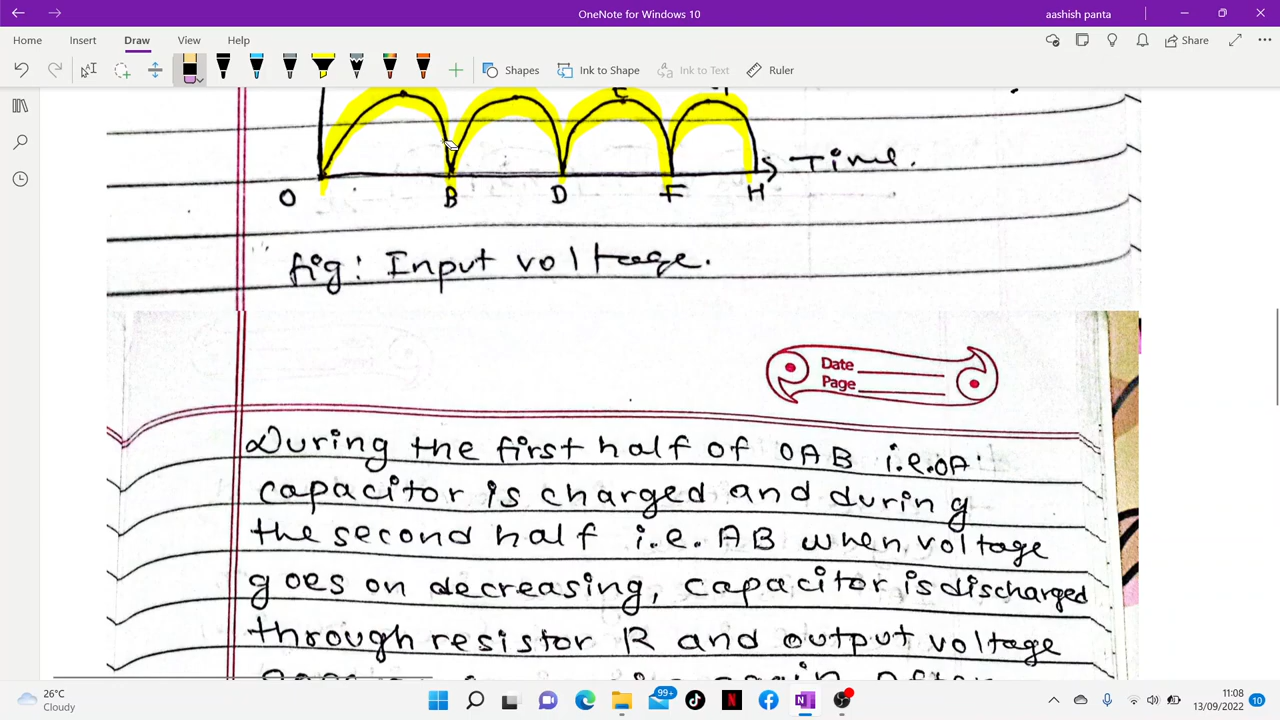 OneNote for Windows 10
aashish panta
Home Insert Draw View Help
Share
Shapes Ink to Shape Ink to Text Ruler
E
Time.
O B D F H
fig: Input voltage.
Date
Page
During the first half of OAB i.e.OA'
capacitor is charged and during
the second half i.e. AB when, voltage
goes on decreasing, capacitor is discharged
through resistor R and output voltage
after
26°C
Cloudy
99+
11:08
13/09/2022
10